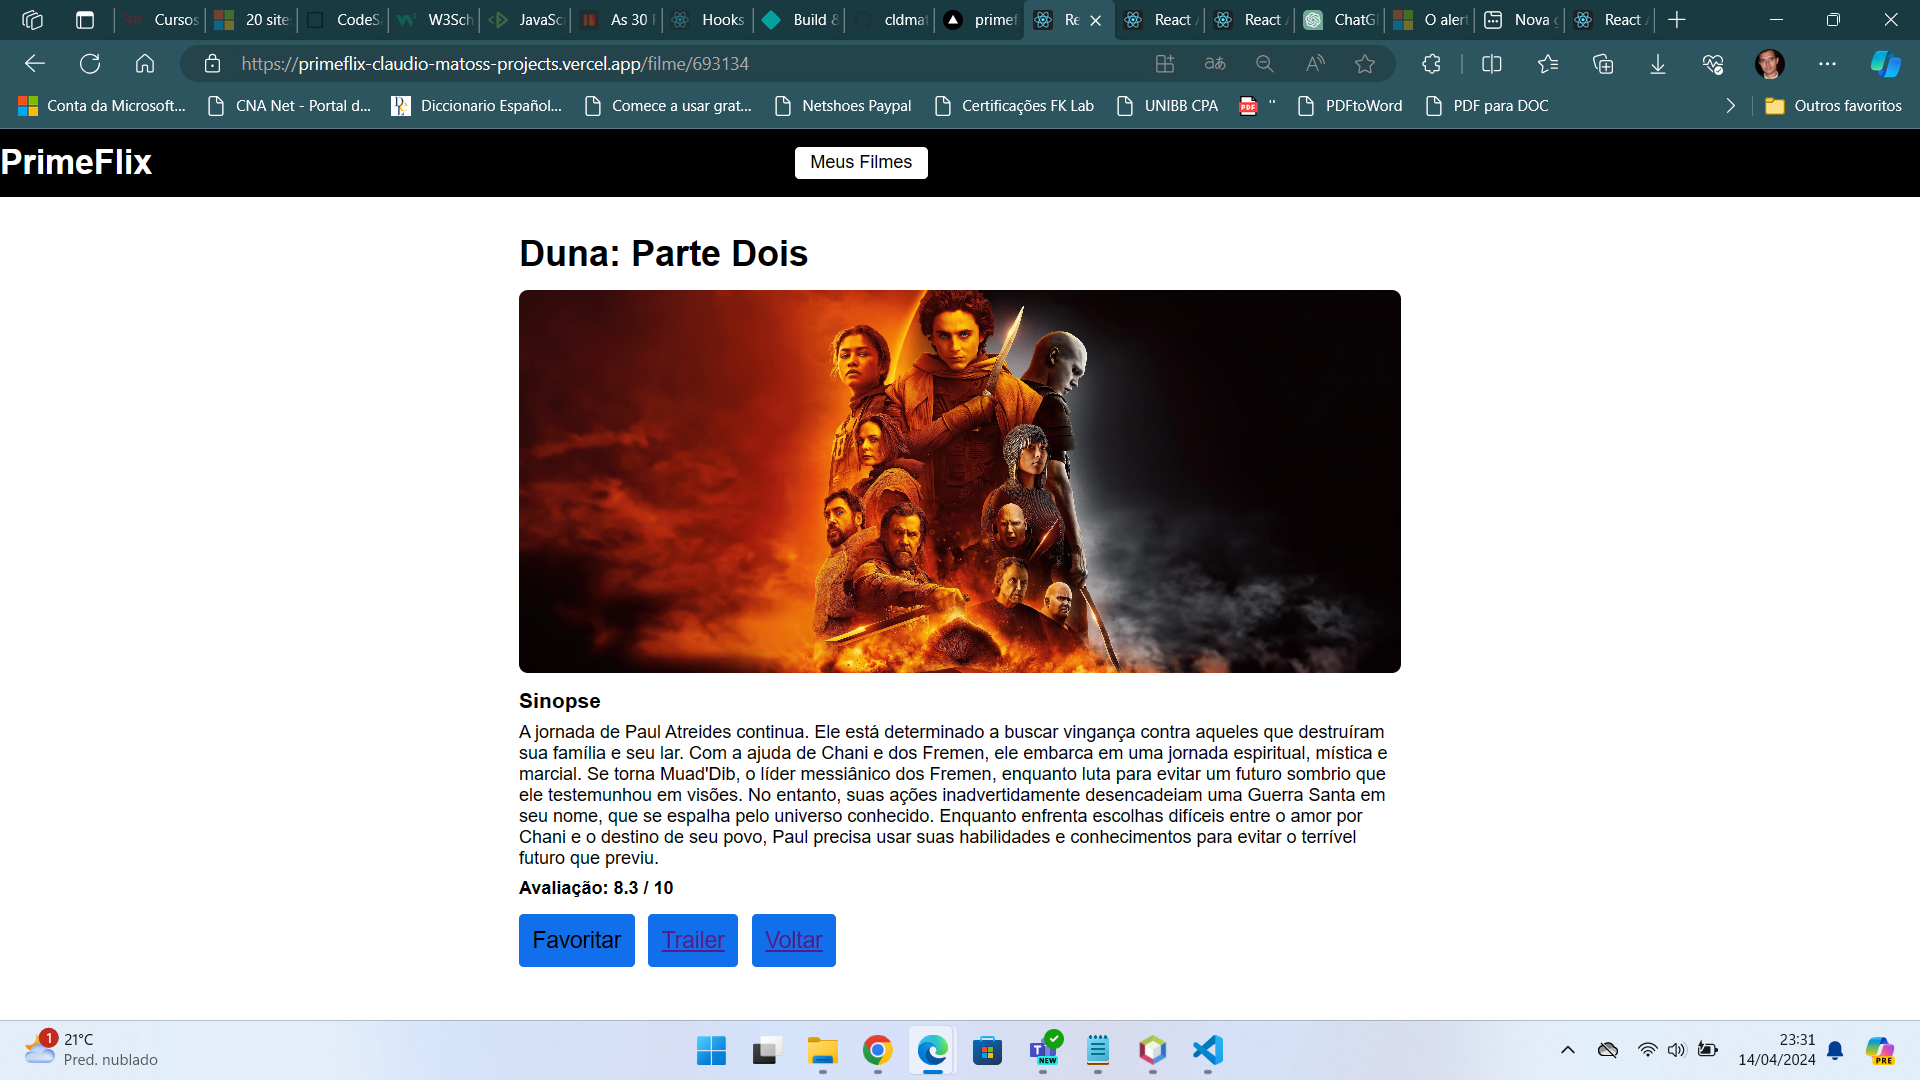 Cursos
20 site
CodeS
W3Sch
JavaSc
As 30
Hooks
Build &
cldmat
primef
Re
React
React
ChatG
O alert
Nova
React
https://primeflix-claudio-matoss-projects.vercel.app/filme/693134
Conta da Microsoft...
CNA Net - Portal d...
Diccionario Español...
Comece a usar grat...
Netshoes Paypal
Certificações FK Lab
UNIBB CPA
''
PDFtoWord
PDF para DOC
Outros favoritos
PrimeFlix
Meus Filmes
Duna: Parte Dois
Sinopse
A jornada de Paul Atreides continua. Ele está determinado a buscar vingança contra aqueles que destruíram
sua família e seu lar. Com a ajuda de Chani e dos Fremen, ele embarca em uma jornada espiritual, mística e
marcial. Se torna Muad'Dib, o líder messiânico dos Fremen, enquanto luta para evitar um futuro sombrio que
ele testemunhou em visões. No entanto, suas ações inadvertidamente desencadeiam uma Guerra Santa em
seu nome, que se espalha pelo universo conhecido. Enquanto enfrenta escolhas difíceis entre o amor por
Chani e o destino de seu povo, Paul precisa usar suas habilidades e conhecimentos para evitar o terrível
futuro que previu.
Avaliação: 8.3 / 10
Favoritar
Trailer
Voltar
1
21°C
Pred. nublado
NEW
23:31
14/04/2024
PRE